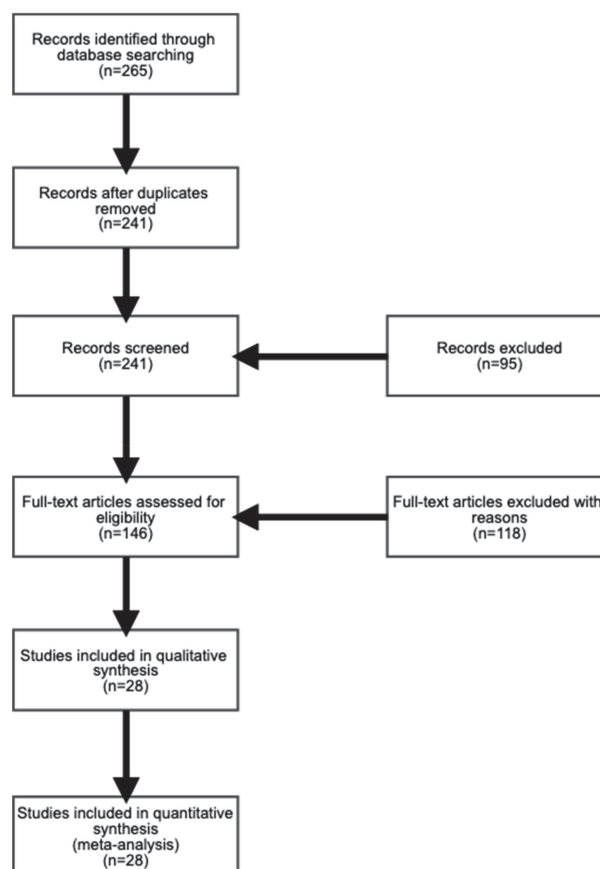 Records identified through
database searching
(n=265)
Records after duplicates
removed
(n=241)
Records screened
(n=241)
Records excluded
(n=95)
Full-text articles assessed for
eligibility
(n=146)
Full-text articles excluded with
reasons
(n=118)
Studies included in qualitative
synthesis
(n=28)
Studies included in quantitative
synthesis
(meta-analysis)
(n=28)